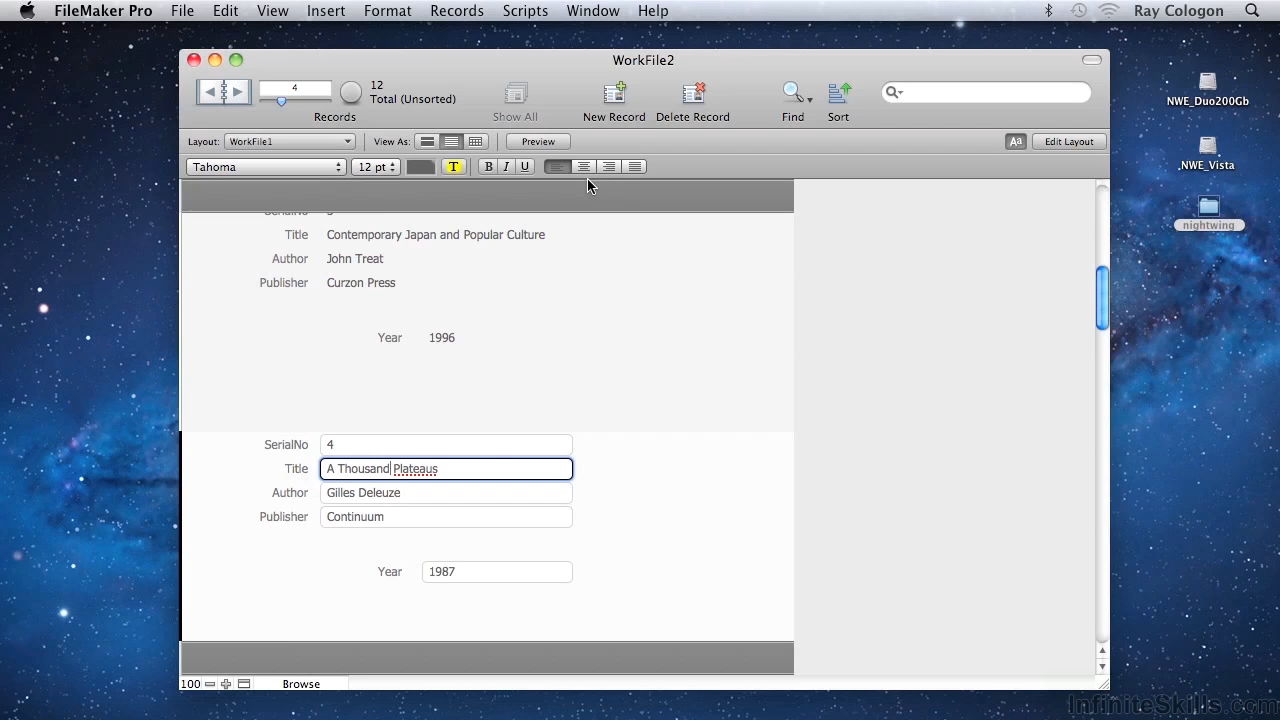 FileMaker Pro File Edit View Insert Format Records Scripts Window Help Ray Cologon
WorkFile2
4 12
Total (Unsorted)
Records Show All New Record Delete Record Find Sort
Layout: WorkFile1 View As: Preview Aa Edit Layout
Tahoma 12 pt T B I U
Title Contemporary Japan and Popular Culture
Author John Treat
Publisher Curzon Press
Year 1996
SerialNo 4
Title A Thousand Plateaus
Author Gilles Deleuze
Publisher Continuum
Year 1987
100 Browse
NWE_Duo200Gb
NWE_Vista
nightwing
InfiniteSkills.com